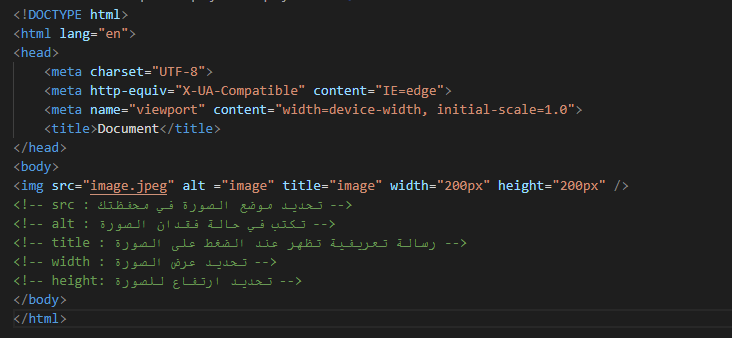 <!DOCTYPE html>
<html lang="en">
<head>
    <meta charset="UTF-8">
    <meta http-equiv="X-UA-Compatible" content="IE=edge">
    <meta name="viewport" content="width=device-width, initial-scale=1.0">
    <title>Document</title>
</head>
<body>
<img src="image.jpeg" alt ="image" title="image" width="200px" height="200px" />
<!-- src : تحديد موضع الصورة في محفظتك -->
<!-- alt : تكتب في حالة فقدان الصورة -->
<!-- title : رسالة تعريفية تظهر عند الضغط على الصورة -->
<!-- width : تحديد عرض الصورة -->
<!-- height: تحديد ارتفاع للصورة -->
</body>
</html>